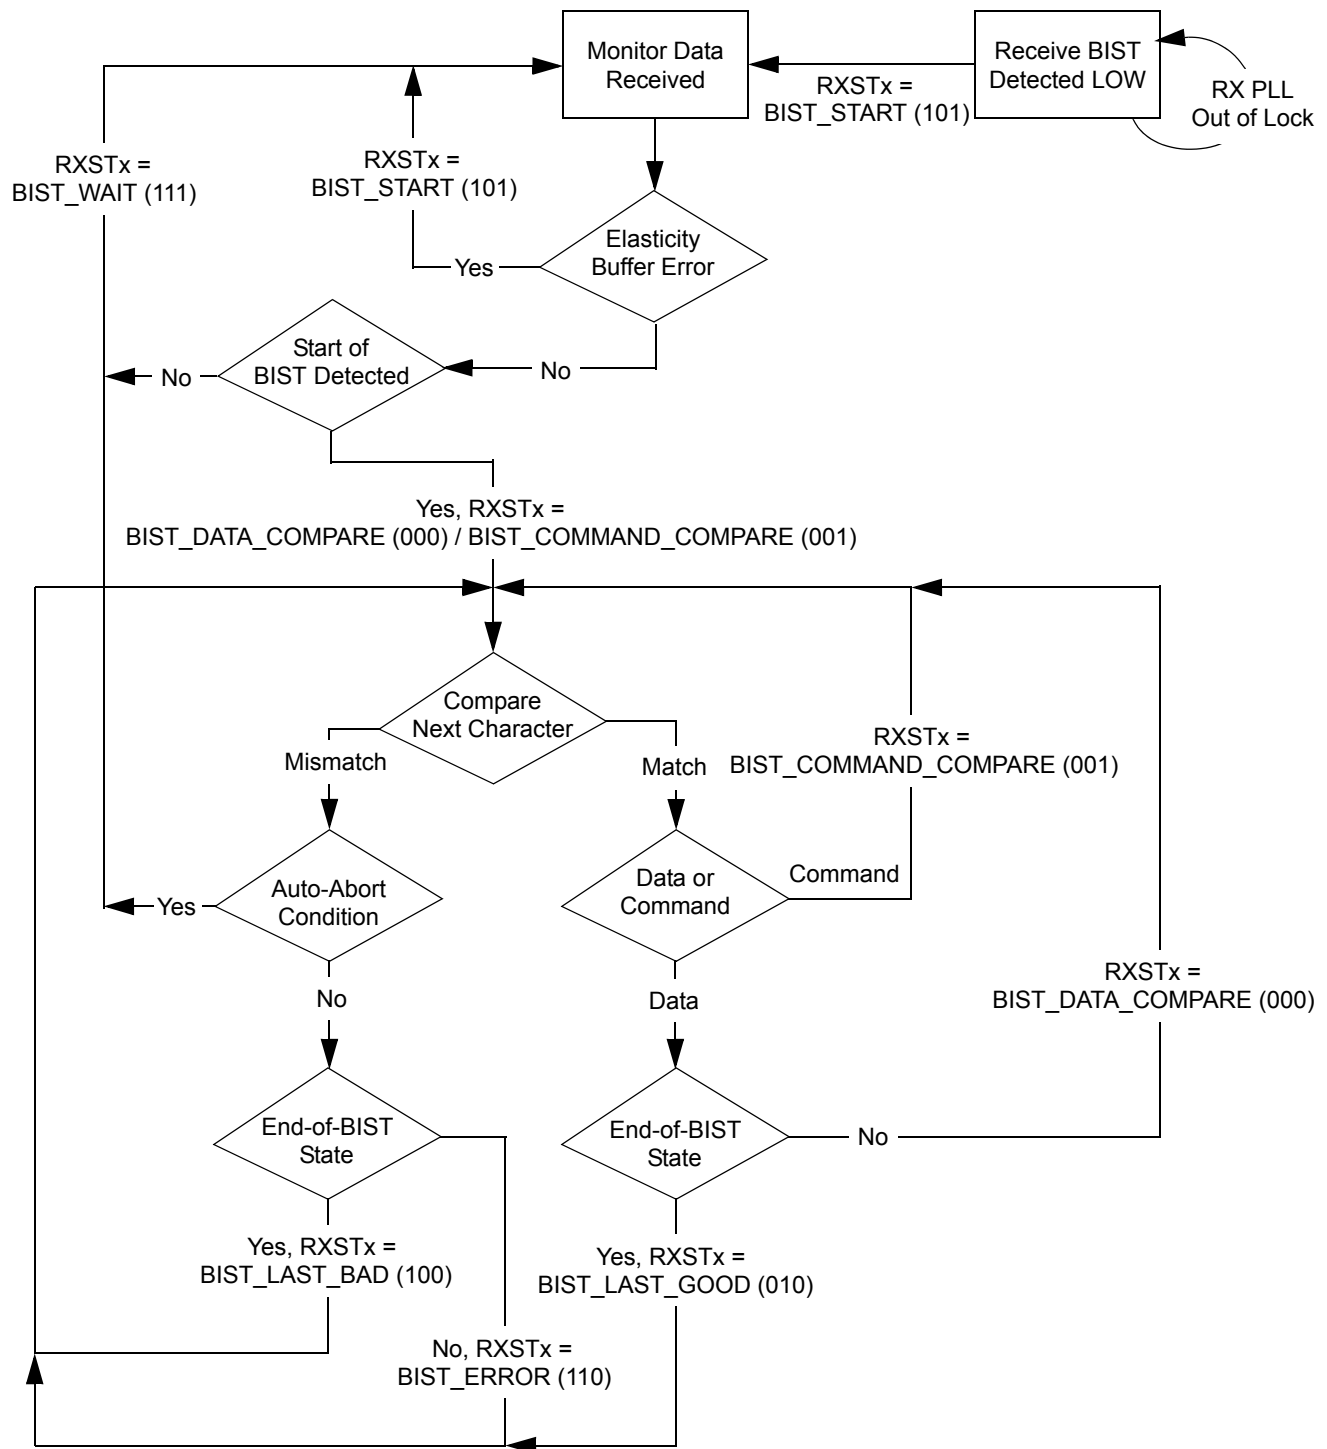 Monitor Data
Received
Receive BIST
Detected LOW
RX PLL
Out of Lock
RXSTx =
BIST_START (101)
RXSTx =
BIST_WAIT (111)
RXSTx =
BIST_START (101)
Elasticity
Buffer Error
Yes
Start of
BIST Detected
No
No
Yes, RXSTx =
BIST_DATA_COMPARE (000) / BIST_COMMAND_COMPARE (001)
Compare
Next Character
Mismatch
Match
RXSTx =
BIST_COMMAND_COMPARE (001)
Auto-Abort
Condition
Yes
Data or
Command
Command
No
Data
RXSTx =
BIST_DATA_COMPARE (000)
End-of-BIST
State
End-of-BIST
State
No
Yes, RXSTx =
BIST_LAST_BAD (100)
Yes, RXSTx =
BIST_LAST_GOOD (010)
No, RXSTx =
BIST_ERROR (110)